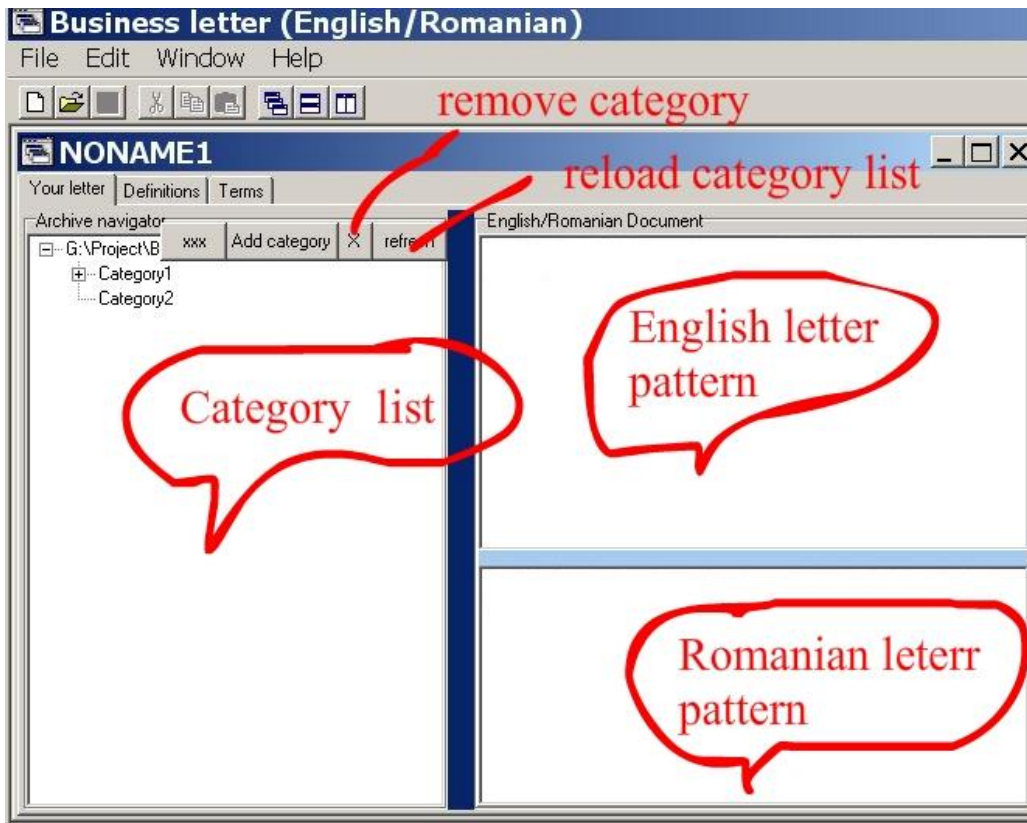 Business letter (English/Romanian)
File Edit Window Help
remove category
NONAME1
reload category list
Your letter Definitions Terms
Archive navigator
English/Romanian Document
xxx Add category X refresh
G:\Project\B
Category1
Category2
English letter
pattern
Category list
Romanian leterr
pattern